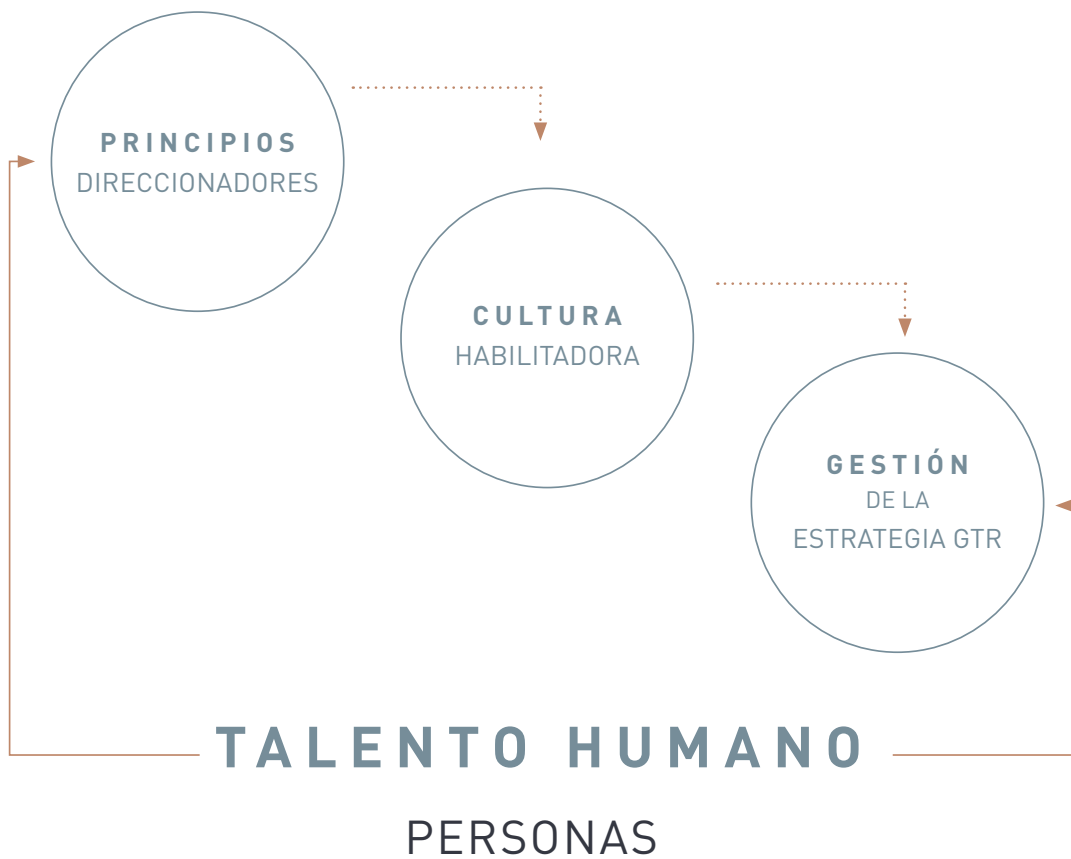 PRINCIPIOS
DIRECCIONADORES
CULTURA
HABILITADORA
GESTIÓN
DE LA
ESTRATEGIA GTR
TALENTO HUMANO
PERSONAS